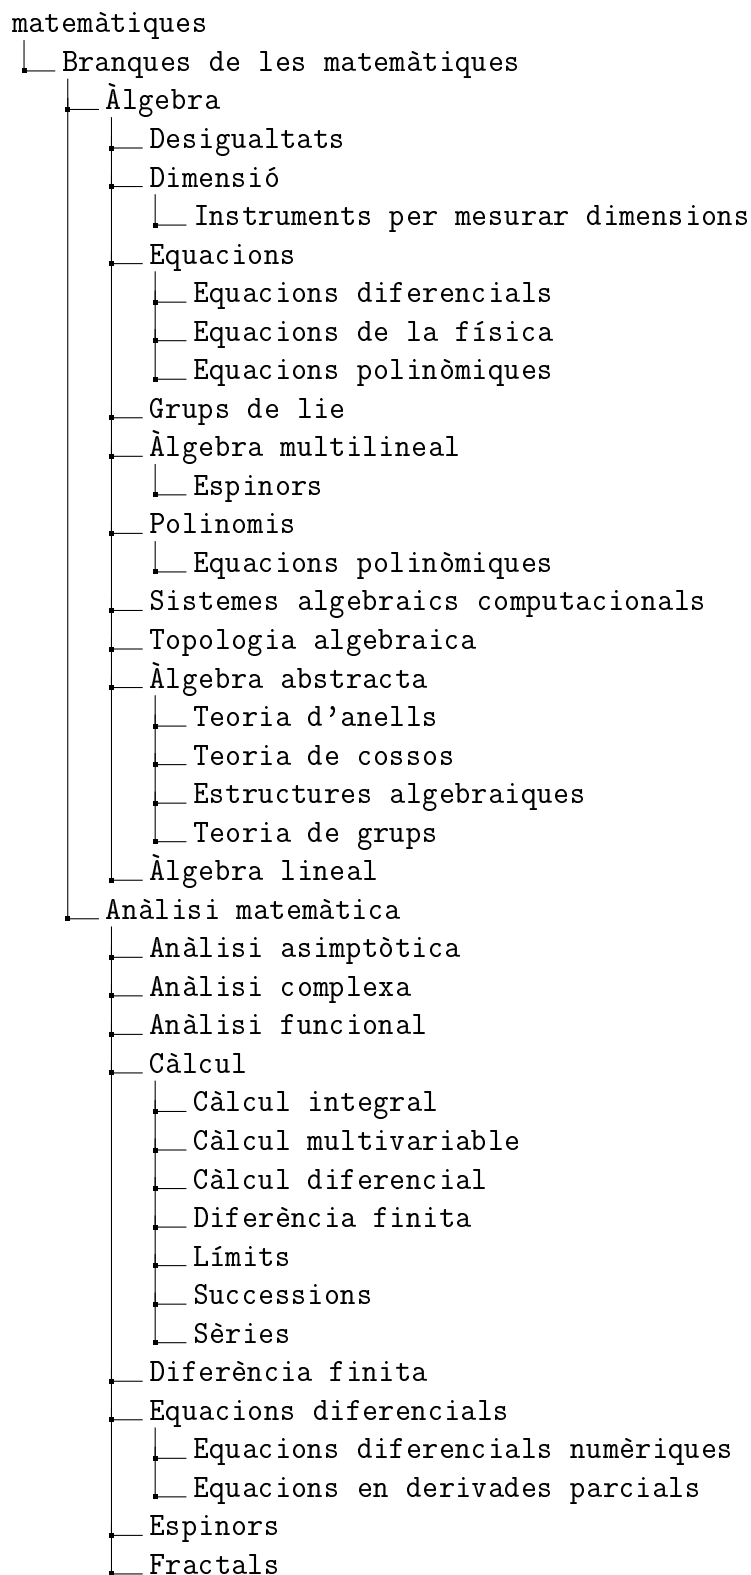 matemàtiques
Branques de les matemàtiques
Àlgebra
Desigualtats
Dimensió
Instruments per mesurar dimensions
Equacions
Equacions diferencials
Equacions de la física
Equacions polinòmiques
Grups de lie
Àlgebra multilineal
Espinors
Polinomis
Equacions polinòmiques
Sistemes algebraics computacionals
Topologia algebraica
Àlgebra abstracta
Teoria d'anells
Teoria de cossos
Estructures algebraiques
Teoria de grups
Àlgebra lineal
Anàlisi matemàtica
Anàlisi asimptòtica
Anàlisi complexa
Anàlisi funcional
Càlcul
Càlcul integral
Càlcul multivariable
Càlcul diferencial
Diferència finita
Límits
Successions
Sèries
Diferència finita
Equacions diferencials
Equacions diferencials numèriques
Equacions en derivades parcials
Espinors
Fractals